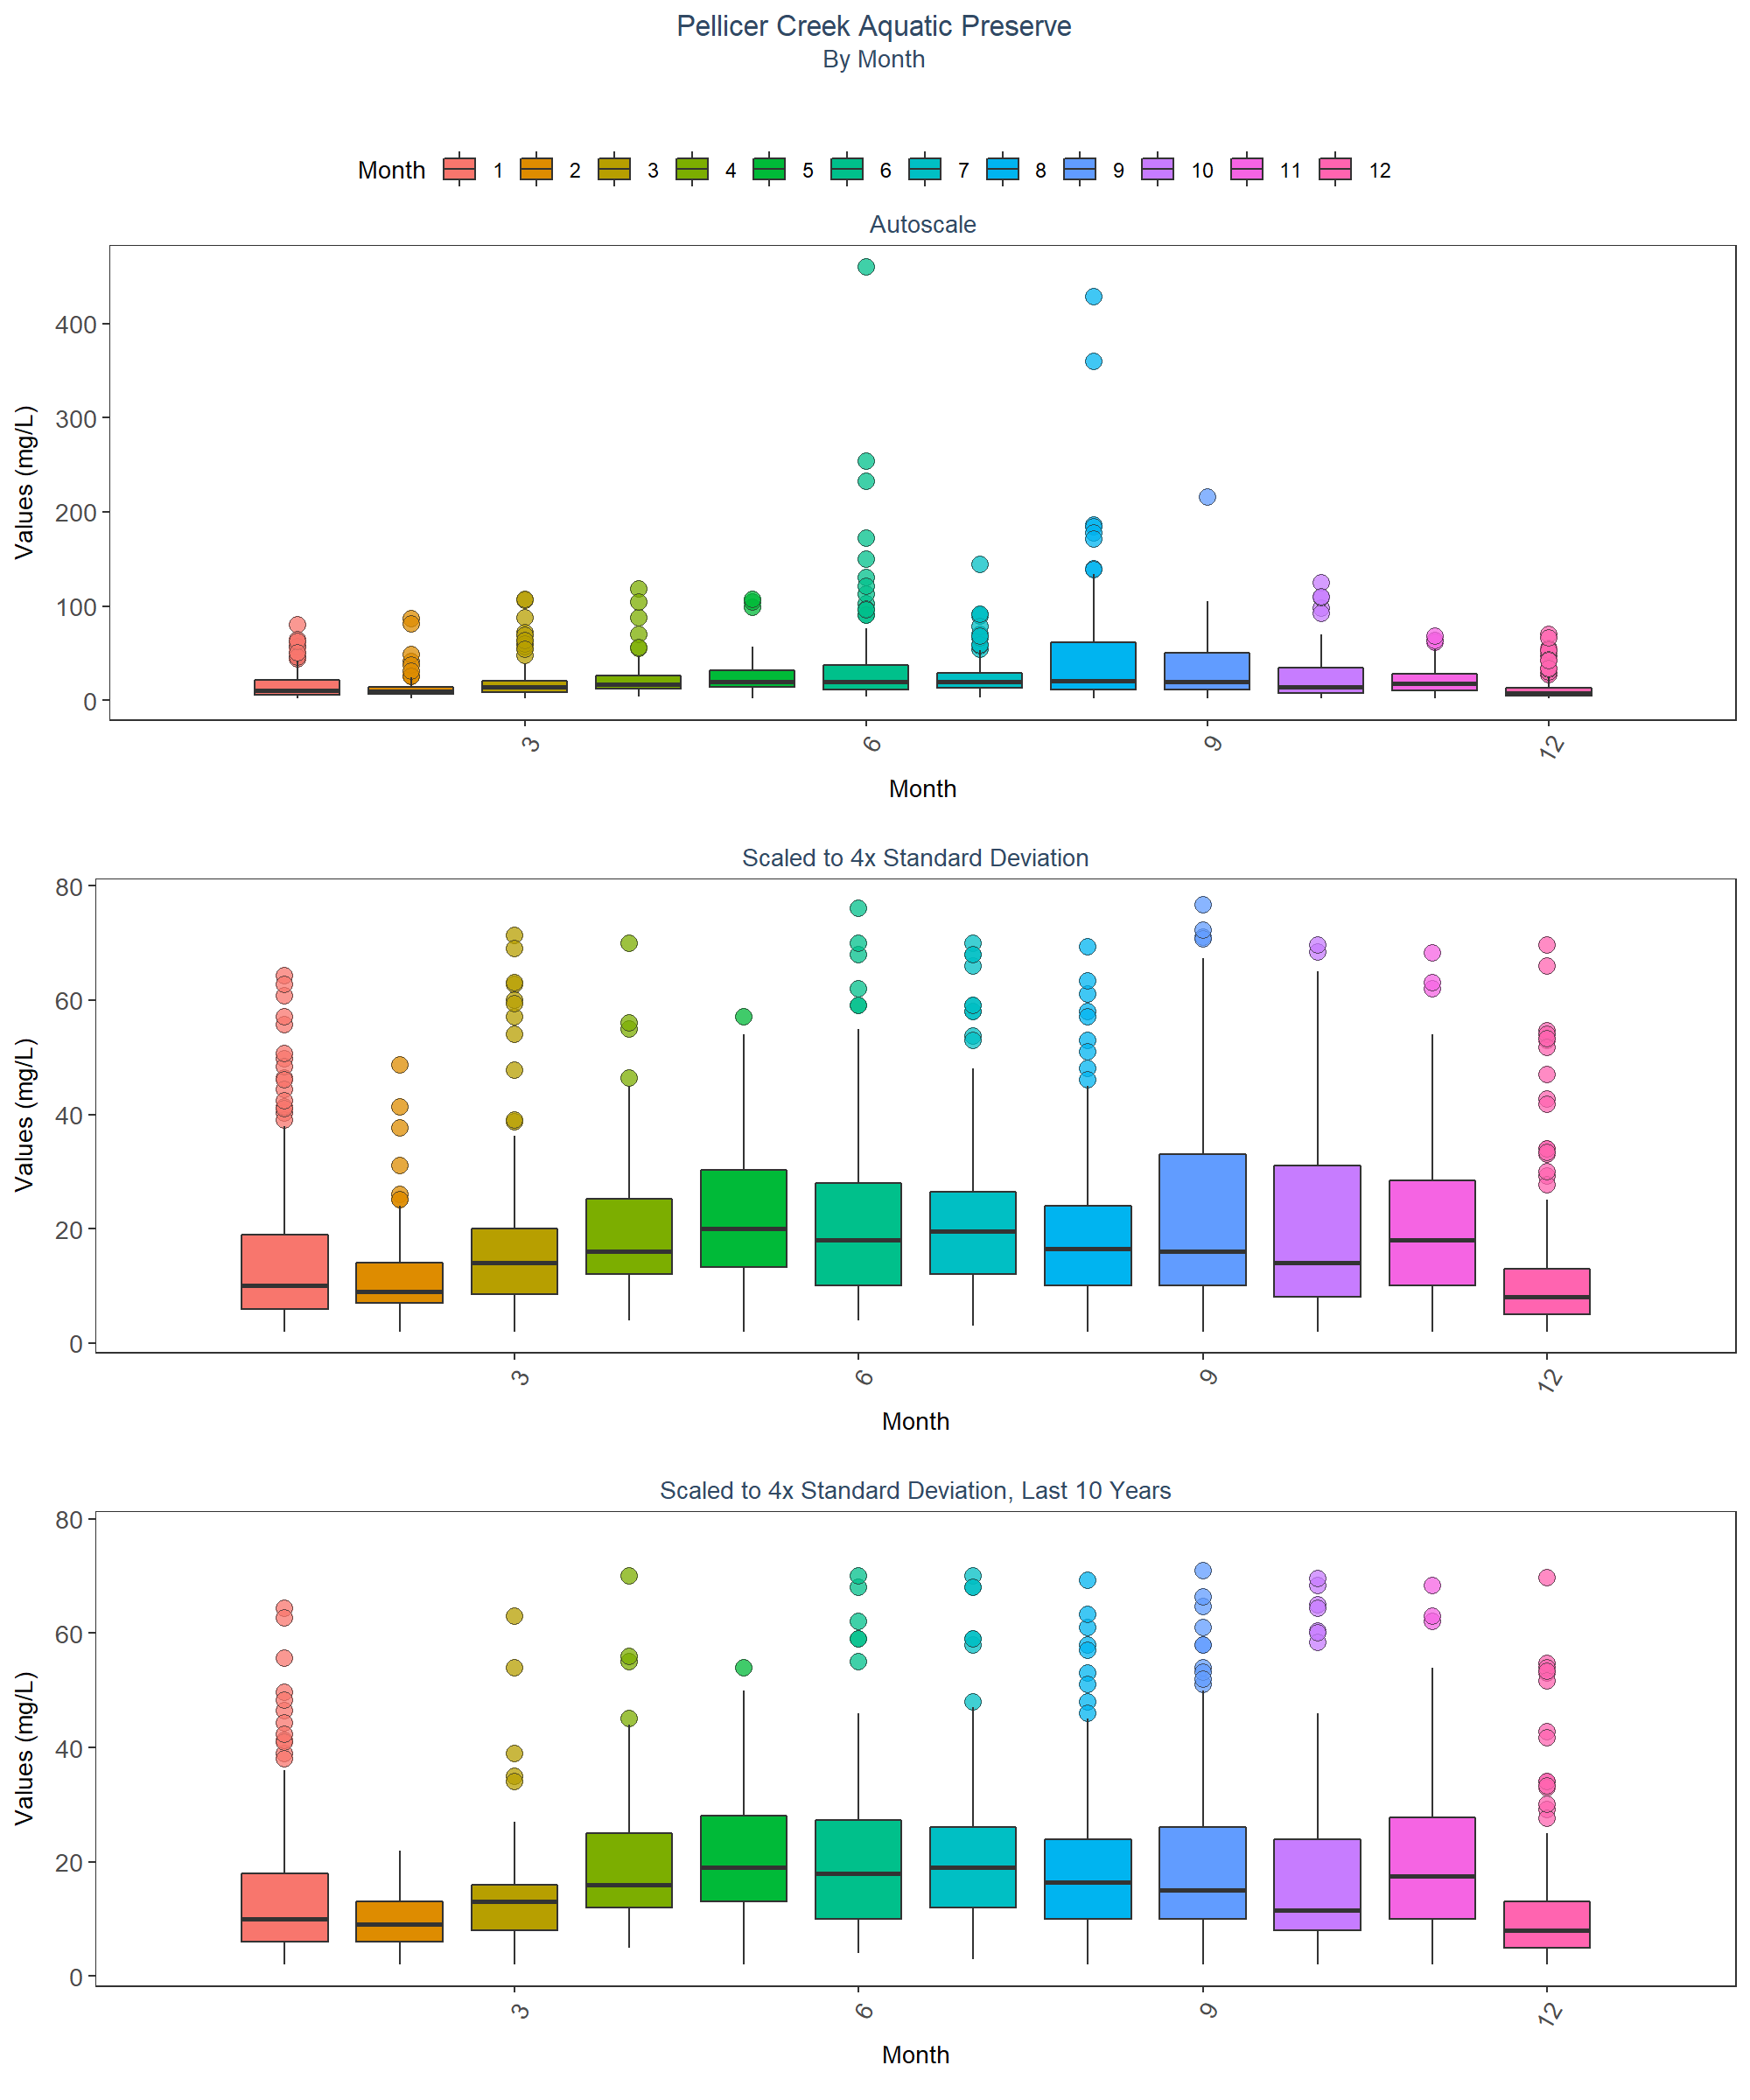 Pellicer Creek Aquatic Preserve
By Month
Month 1 2 3 4 5 6 7 8 9 10 11 12
Autoscale
Values (mg/L)
400
300
200
100
0
3 6 9 12
Month
Scaled to 4x Standard Deviation
Values (mg/L)
80
60
40
20
0
3 6 9 12
Month
Scaled to 4x Standard Deviation, Last 10 Years
Values (mg/L)
80
60
40
20
0
3 6 9 12
Month